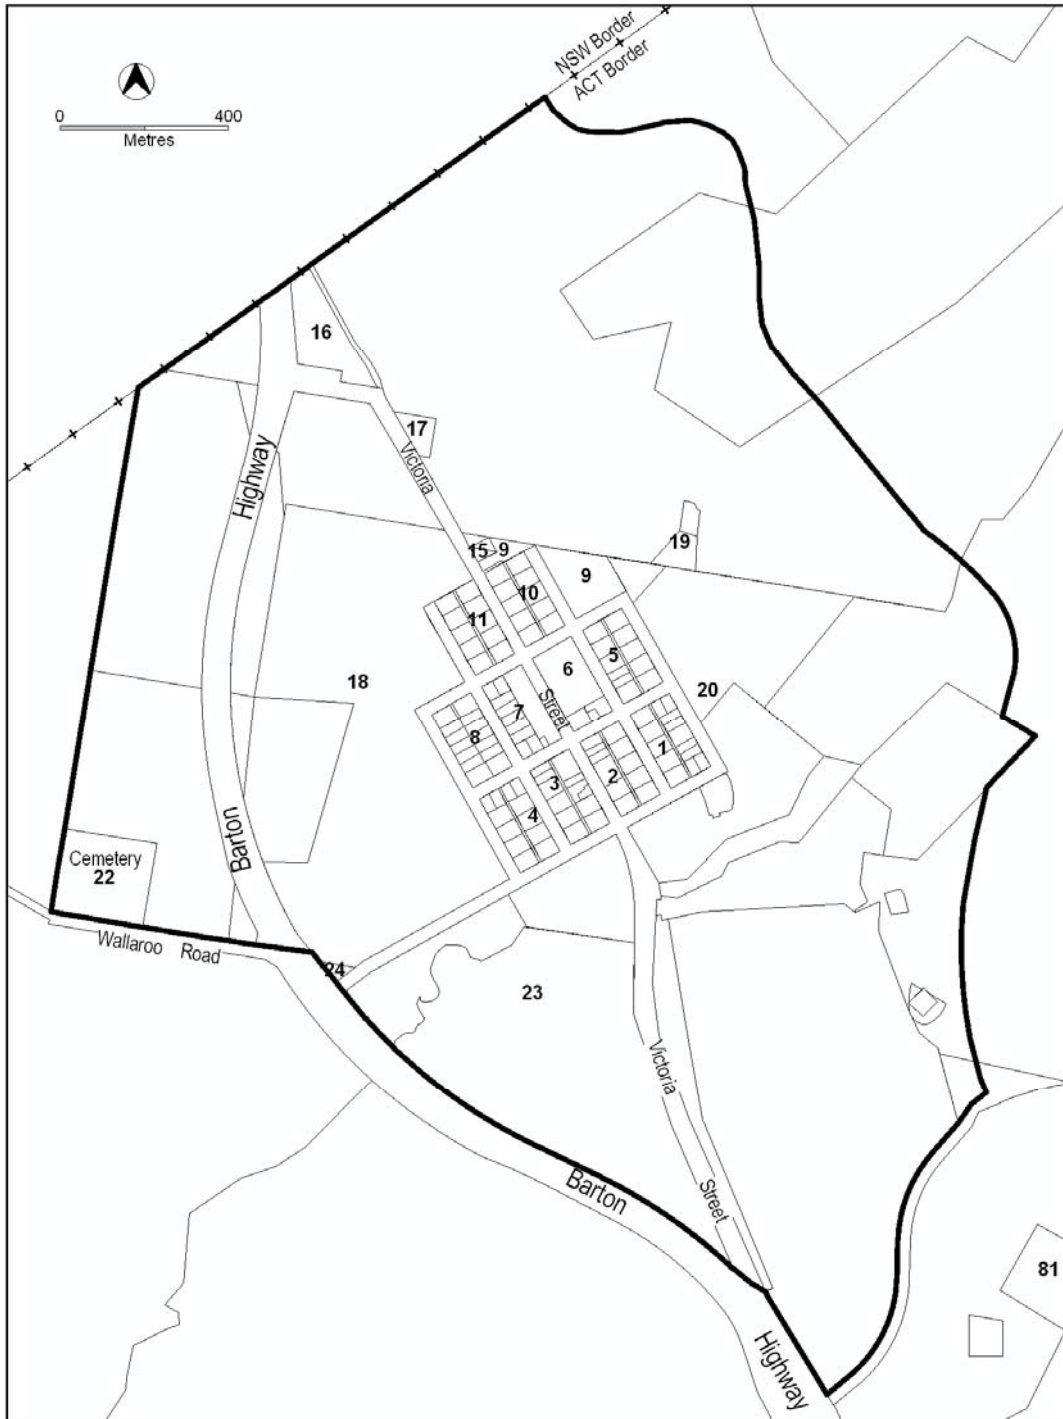 NSW Border
ACT Border
0 400
Metres
16
17
Victoria
Highway
15
9
19
9
10
11
5
6
18
20
Street
7
8
1
2
3
4
Barton
Cemetery
22
Wallaroo Road
24
23
Victoria
Street
Barton
81
Highway